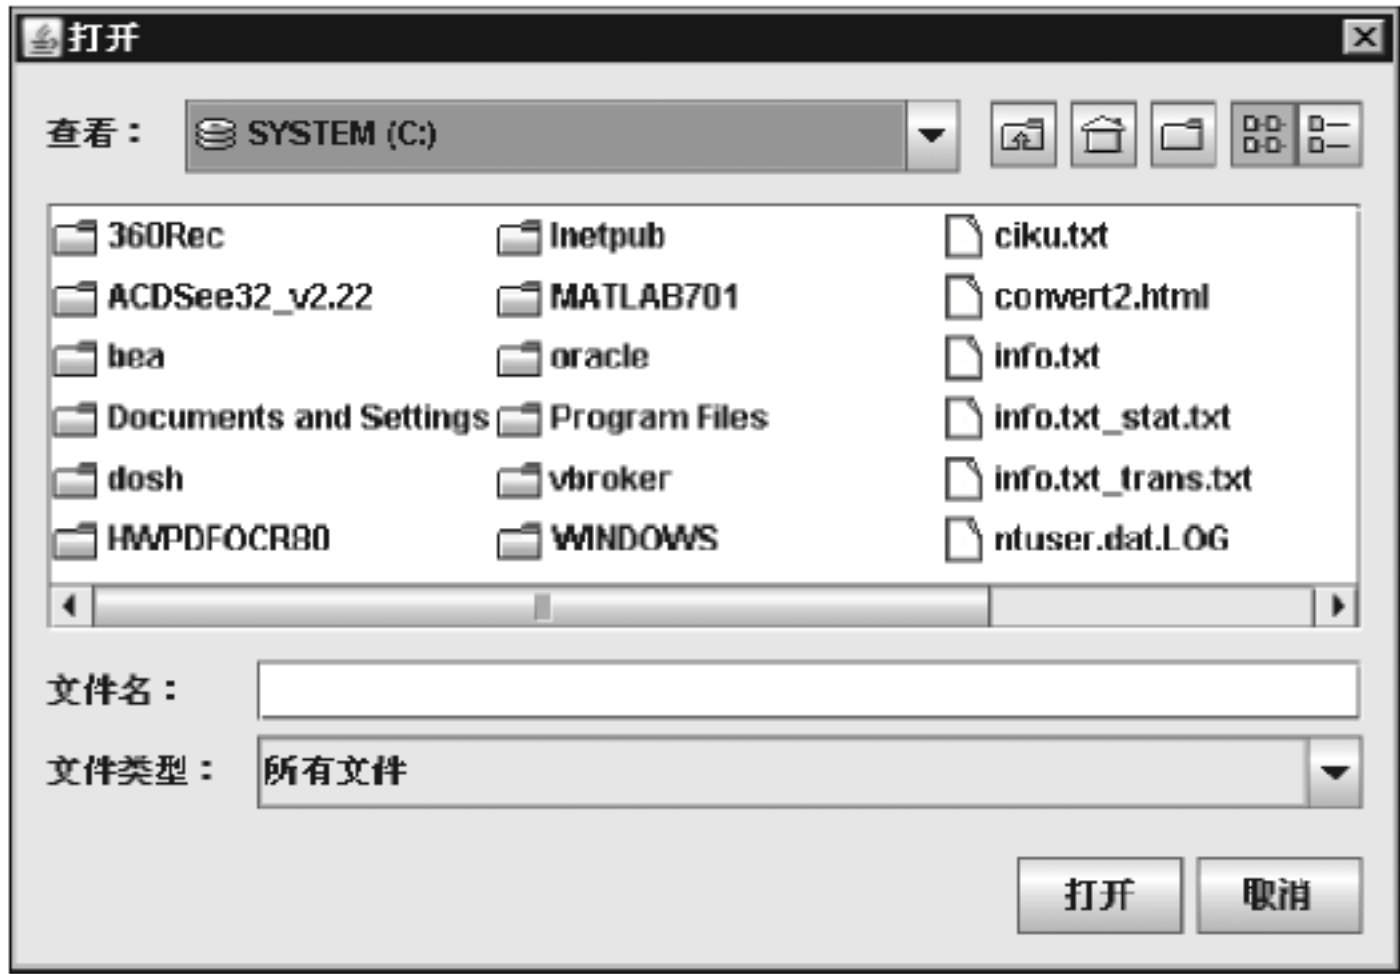 打开
查看： SYSTEM (C:)
360Rec
ACDSee32_v2.22
bea
Documents and Settings
dosh
HWPDFOCR80
Inetpub
MATLAB701
oracle
Program Files
vbroker
WINDOWS
ciku.txt
convert2.html
info.txt
info.txt_stat.txt
info.txt_trans.txt
ntuser.dat.LOG
文件名：
文件类型： 所有文件
打开 取消